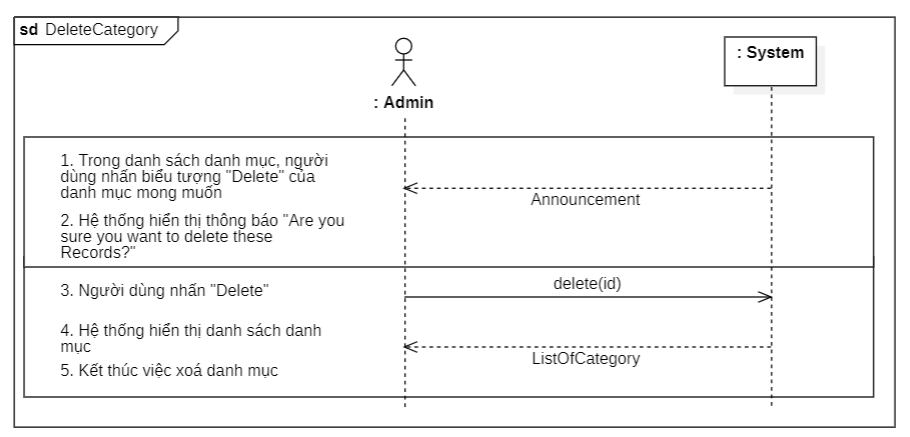 sd DeleteCategory
: System
: Admin
1. Trong danh sách danh mục, người
dùng nhấn biểu tượng "Delete" của
danh mục mong muốn
Announcement
2. Hệ thống hiển thị thông báo "Are you
sure you want to delete these
Records?"
3. Người dùng nhấn "Delete"
delete(id)
4. Hệ thống hiển thị danh sách danh
mục
ListOfCategory
5. Kết thúc việc xoá danh mục